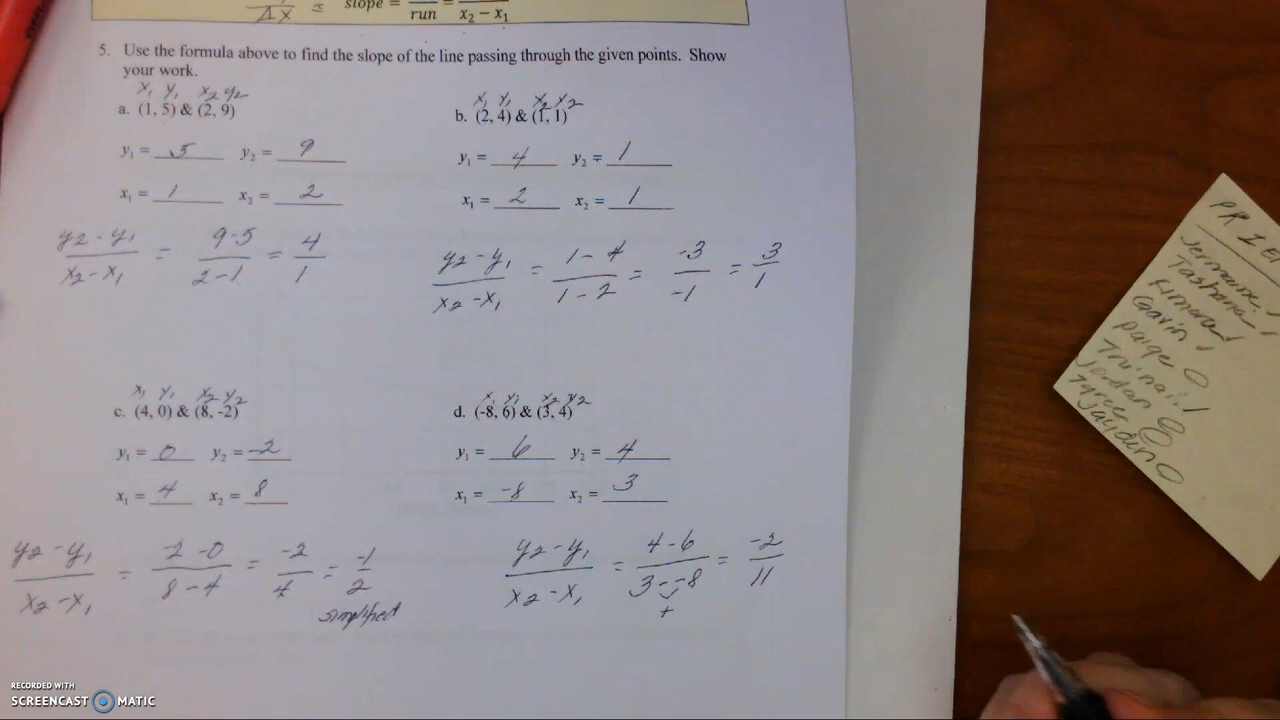 ΔX = slope = run x₂ − x₁
5. Use the formula above to find the slope of the line passing through the given points. Show
your work.
x₁ y₁ x₂ y₂
a. (1, 5) & (2, 9)
y₁ = 5 y₂ = 9
x₁ = 1 x₂ = 2
y₂ - y₁ / x₂ - x₁ = 9-5 / 2-1 = 4 / 1
x₁ y₁ x₂ y₂
b. (2, 4) & (1, 1)
y₁ = 4 y₂ = 1
x₁ = 2 x₂ = 1
y₂ - y₁ / x₂ - x₁ = 1-4 / 1-2 = -3 / -1 = 3 / 1
x₁ y₁ x₂ y₂
c. (4, 0) & (8, -2)
y₁ = 0 y₂ = -2
x₁ = 4 x₂ = 8
y₂ - y₁ / x₂ - x₁ = -2-0 / 8-4 = -2 / 4 = -1 / 2
simplified
x₁ y₁ x₂ y₂
d. (-8, 6) & (3, 4)
y₁ = 6 y₂ = 4
x₁ = -8 x₂ = 3
y₂ - y₁ / x₂ - x₁ = 4-6 / 3--8 = -2 / 11
+
PR 1
Jermaine ✓
Tashana ✓
Kimora ✓
Gavin ✓
Paige O
Jordan O
Tyree O
Jayden O
RECORDED WITH
SCREENCAST MATIC